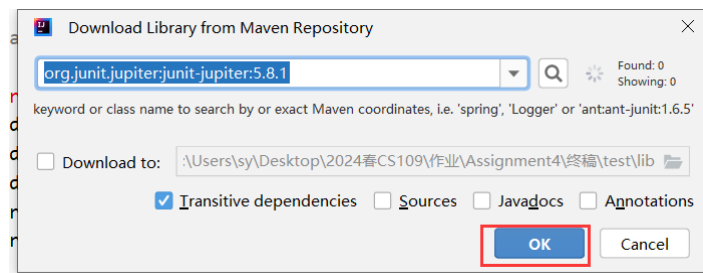 Download Library from Maven Repository
org.junit.jupiter:junit-jupiter:5.8.1
Found: 0
Showing: 0
keyword or class name to search by or exact Maven coordinates, i.e. 'spring', 'Logger' or 'ant:ant-junit:1.6.5'
Download to: :\Users\sy\Desktop\2024春CS109\作业\Assignment4\终稿\test\lib
Transitive dependencies Sources Javadocs Annotations
OK Cancel